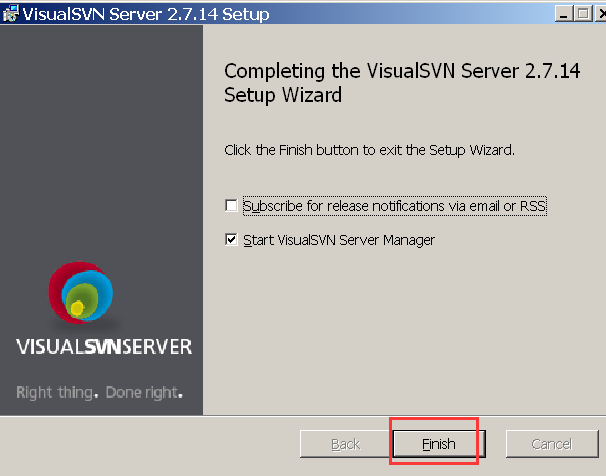 VisualSVN Server 2.7.14 Setup
Completing the VisualSVN Server 2.7.14
Setup Wizard
Click the Finish button to exit the Setup Wizard.
Subscribe for release notifications via email or RSS
Start VisualSVN Server Manager
VISUALSVNSERVER
Right thing. Done right.
Back
Finish
Cancel